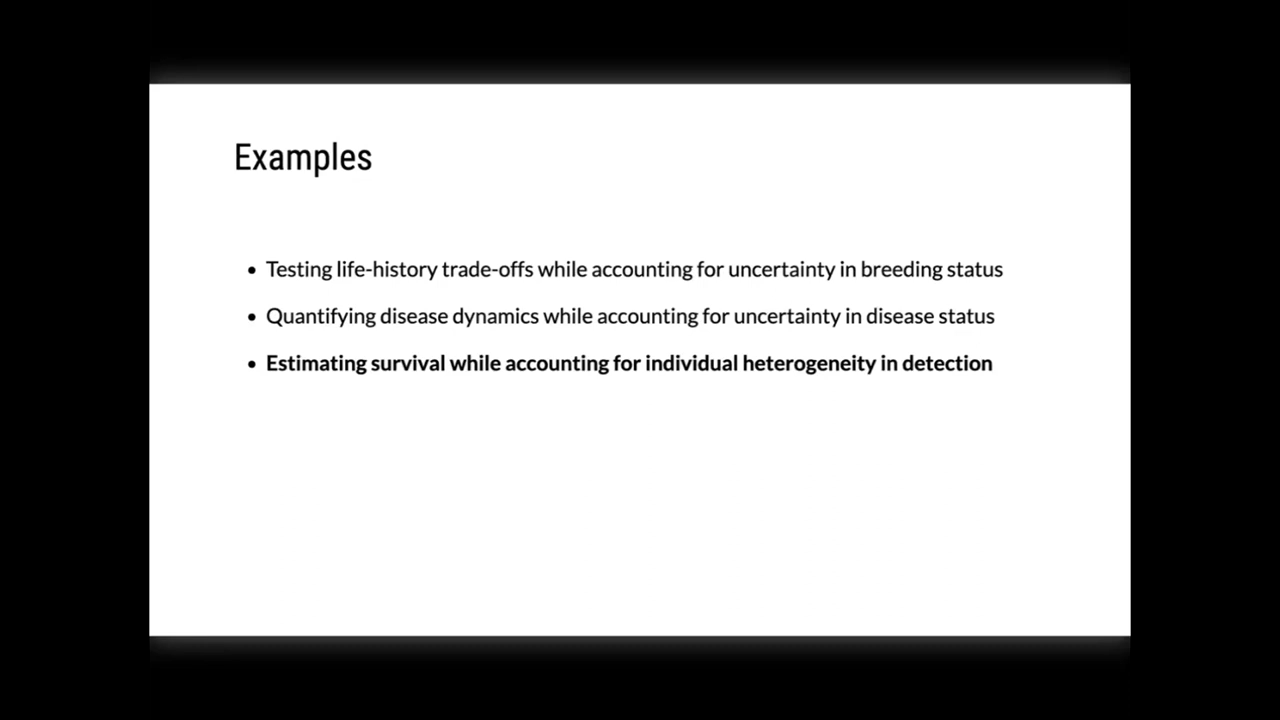 Examples
• Testing life-history trade-offs while accounting for uncertainty in breeding status
• Quantifying disease dynamics while accounting for uncertainty in disease status
• Estimating survival while accounting for individual heterogeneity in detection